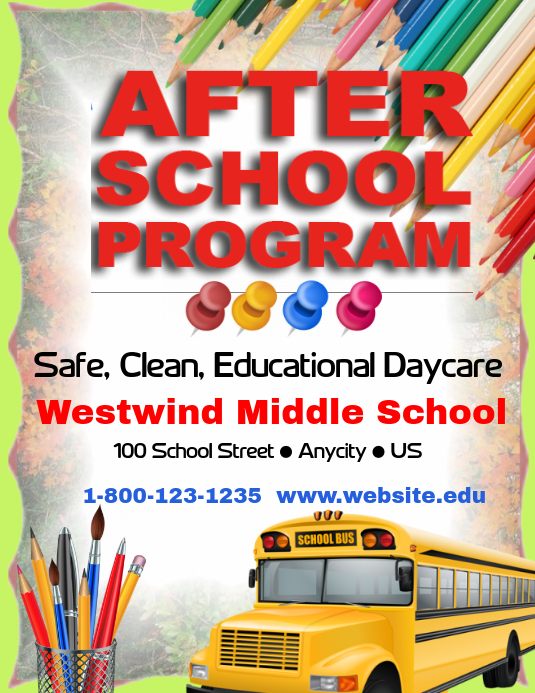 AFTER
SCHOOL
PROGRAM
Safe, Clean, Educational Daycare
Westwind Middle School
100 School Street ● Anycity ● US
1-800-123-1235 www.website.edu
SCHOOL BUS